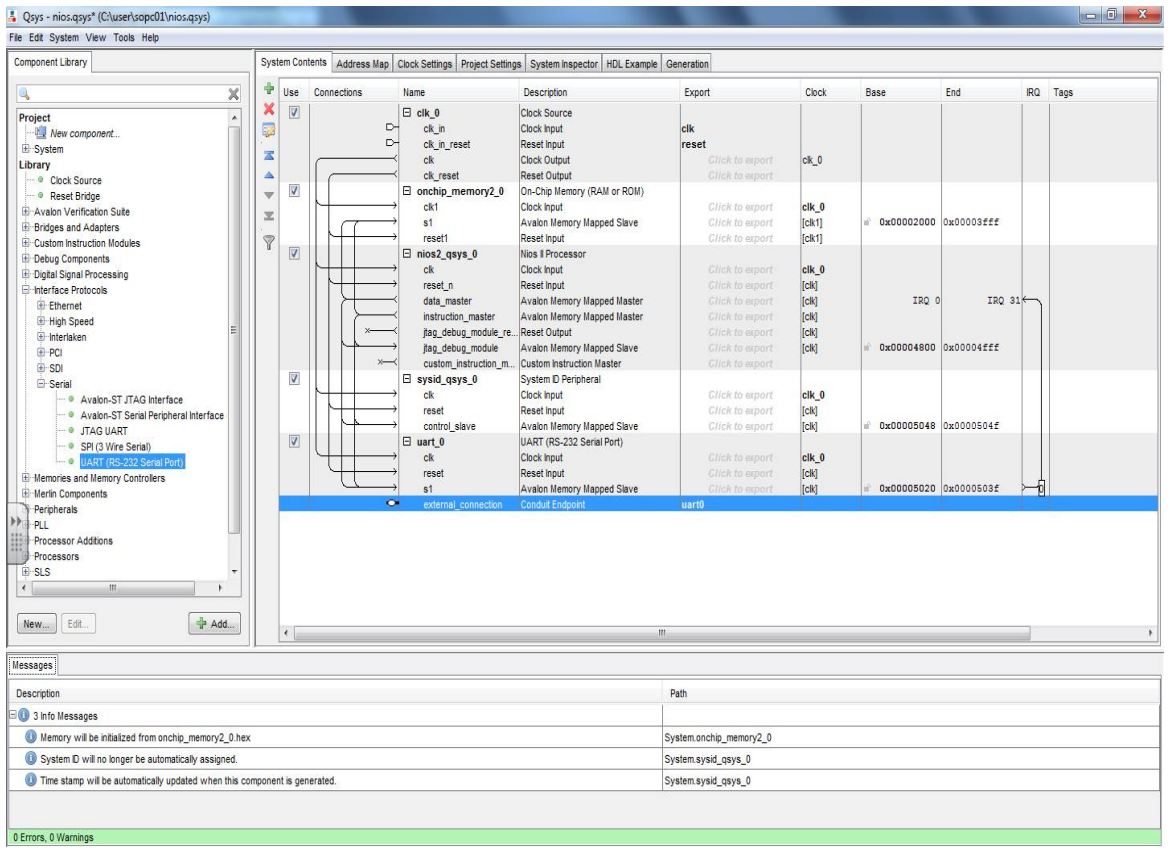 Qsys - nios.qsys* (C:\user\sopc01\nios.qsys)
File Edit System View Tools Help
Component Library
Project
New component...
System
Library
Clock Source
Reset Bridge
Avalon Verification Suite
Bridges and Adapters
Custom Instruction Modules
Debug Components
Digital Signal Processing
Interface Protocols
Ethernet
High Speed
Interlaken
PCI
SDI
Serial
Avalon-ST JTAG Interface
Avalon-ST Serial Peripheral Interface
JTAG UART
SPI (3 Wire Serial)
UART (RS-232 Serial Port)
Memories and Memory Controllers
Merlin Components
Peripherals
PLL
Processor Additions
Processors
SLS
New... Edit... Add...
System Contents Address Map Clock Settings Project Settings System Inspector HDL Example Generation
Use Connections Name Description Export Clock Base End IRQ Tags
clk_0 Clock Source
clk_in Clock Input clk
clk_in_reset Reset Input reset
clk Clock Output Click to export clk_0
clk_reset Reset Output Click to export
onchip_memory2_0 On-Chip Memory (RAM or ROM)
clk1 Clock Input Click to export clk_0
s1 Avalon Memory Mapped Slave Click to export [clk1] 0x00002000 0x00003fff
reset1 Reset Input Click to export [clk1]
nios2_qsys_0 Nios II Processor
clk Clock Input Click to export clk_0
reset_n Reset Input Click to export [clk]
data_master Avalon Memory Mapped Master Click to export [clk] IRQ 0 IRQ 31
instruction_master Avalon Memory Mapped Master Click to export [clk]
jtag_debug_module_re... Reset Output Click to export [clk]
jtag_debug_module Avalon Memory Mapped Slave Click to export [clk] 0x00004800 0x00004fff
custom_instruction_m... Custom Instruction Master Click to export
sysid_qsys_0 System ID Peripheral
clk Clock Input Click to export clk_0
reset Reset Input Click to export [clk]
control_slave Avalon Memory Mapped Slave Click to export [clk] 0x00005048 0x0000504f
uart_0 UART (RS-232 Serial Port)
clk Clock Input Click to export clk_0
reset Reset Input Click to export [clk]
s1 Avalon Memory Mapped Slave Click to export [clk] 0x00005020 0x0000503f
external_connection Conduit Endpoint uart0
Messages
Description Path
3 Info Messages
Memory will be initialized from onchip_memory2_0.hex System.onchip_memory2_0
System ID will no longer be automatically assigned. System.sysid_qsys_0
Time stamp will be automatically updated when this component is generated. System.sysid_qsys_0
0 Errors, 0 Warnings